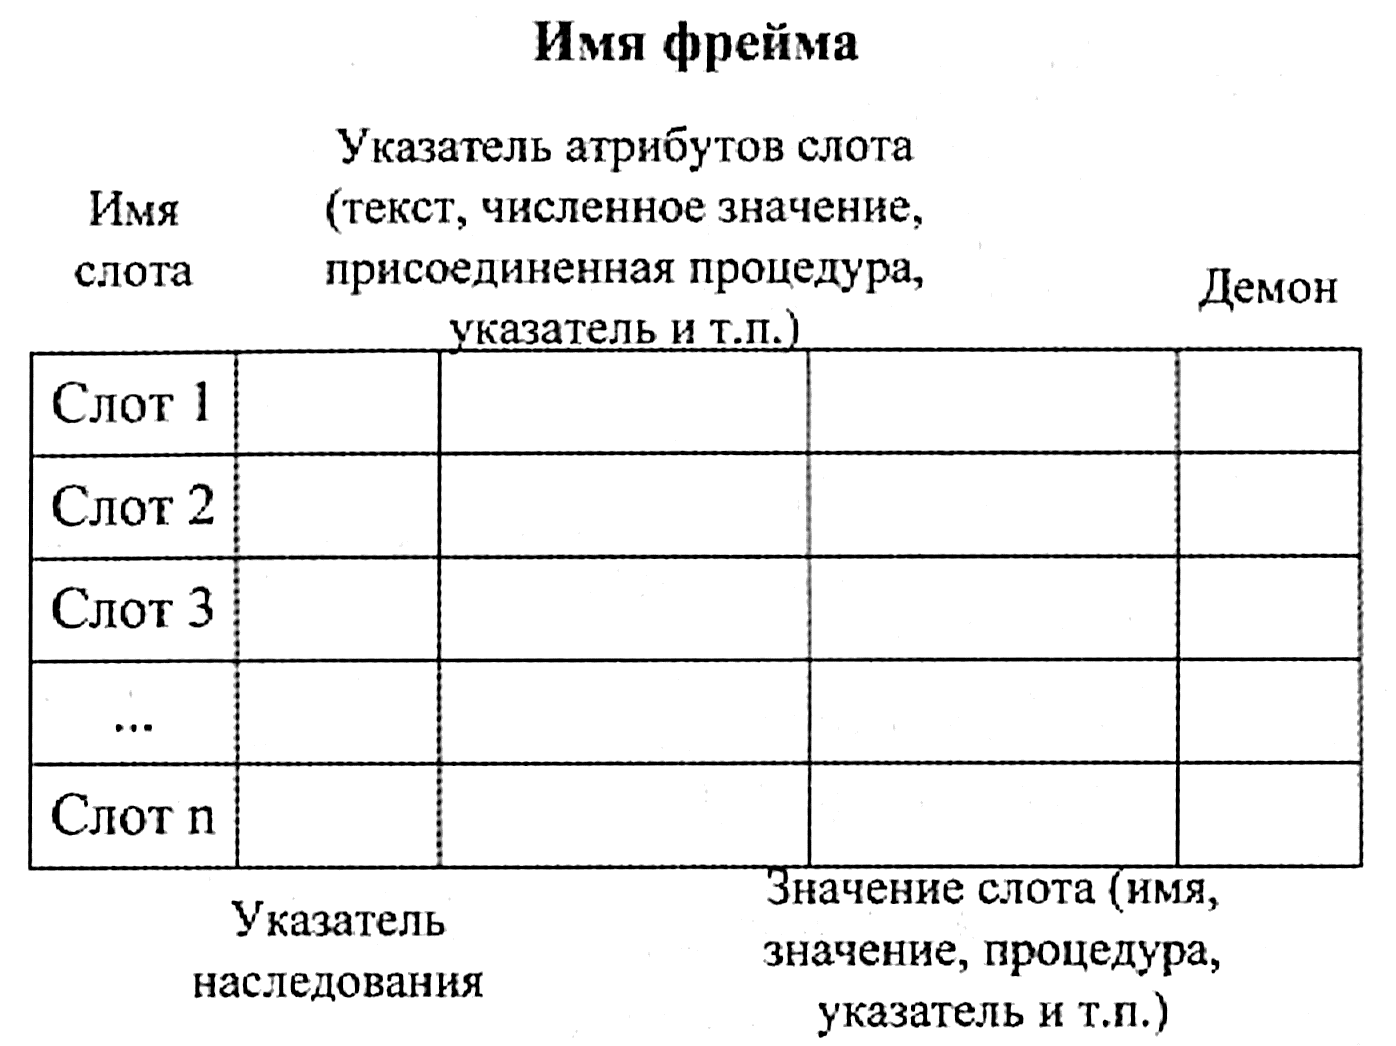 Имя фрейма
Указатель атрибутов слота
(текст, численное значение,
присоединенная процедура,
указатель и т.п.)
Имя
слота
Демон
Слот 1
Слот 2
Слот 3
...
Слот n
Указатель
наследования
Значение слота (имя,
значение, процедура,
указатель и т.п.)